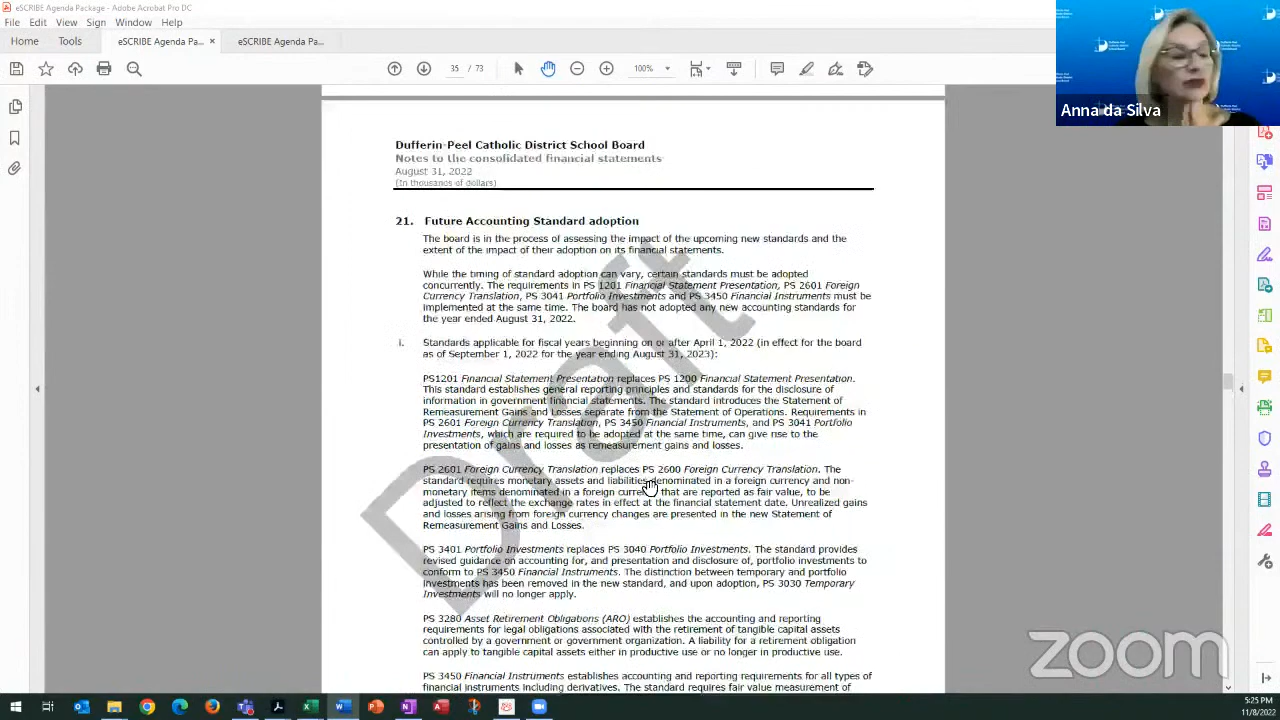 eSCRIBE Agenda Package - Adobe Acrobat Pro DC
File Edit View Sign Window Help
Home Tools eSCRIBE Agenda Pa... × eSCRIBE Agenda Pa...
35 / 73 100%
Anna da Silva
Dufferin-Peel Catholic District School Board
Notes to the consolidated financial statements
August 31, 2022
(In thousands of dollars)
21. Future Accounting Standard adoption
The board is in the process of assessing the impact of the upcoming new standards and the
extent of the impact of their adoption on its financial statements.
While the timing of standard adoption can vary, certain standards must be adopted
concurrently. The requirements in PS 1201 Financial Statement Presentation, PS 2601 Foreign
Currency Translation, PS 3041 Portfolio Investments and PS 3450 Financial Instruments must be
implemented at the same time. The board has not adopted any new accounting standards for
the year ended August 31, 2022.
i. Standards applicable for fiscal years beginning on or after April 1, 2022 (in effect for the board
as of September 1, 2022 for the year ending August 31, 2023):
PS1201 Financial Statement Presentation replaces PS 1200 Financial Statement Presentation.
This standard establishes general reporting principles and standards for the disclosure of
information in government financial statements. The standard introduces the Statement of
Remeasurement Gains and Losses separate from the Statement of Operations. Requirements in
PS 2601 Foreign Currency Translation, PS 3450 Financial Instruments, and PS 3041 Portfolio
Investments, which are required to be adopted at the same time, can give rise to the
presentation of gains and losses as remeasurement gains and losses.
PS 2601 Foreign Currency Translation replaces PS 2600 Foreign Currency Translation. The
standard requires monetary assets and liabilities denominated in a foreign currency and non-
monetary items denominated in a foreign currency that are reported as fair value, to be
adjusted to reflect the exchange rates in effect at the financial statement date. Unrealized gains
and losses arising from foreign currency changes are presented in the new Statement of
Remeasurement Gains and Losses.
PS 3401 Portfolio Investments replaces PS 3040 Portfolio Investments. The standard provides
revised guidance on accounting for, and presentation and disclosure of, portfolio investments to
conform to PS 3450 Financial Instruments. The distinction between temporary and portfolio
investments has been removed in the new standard, and upon adoption, PS 3030 Temporary
Investments will no longer apply.
PS 3280 Asset Retirement Obligations (ARO) establishes the accounting and reporting
requirements for legal obligations associated with the retirement of tangible capital assets
controlled by a government or government organization. A liability for a retirement obligation
can apply to tangible capital assets either in productive use or no longer in productive use.
PS 3450 Financial Instruments establishes accounting and reporting requirements for all types of
financial instruments including derivatives. The standard requires fair value measurement of
Draft
zoom
5:25 PM
11/8/2022